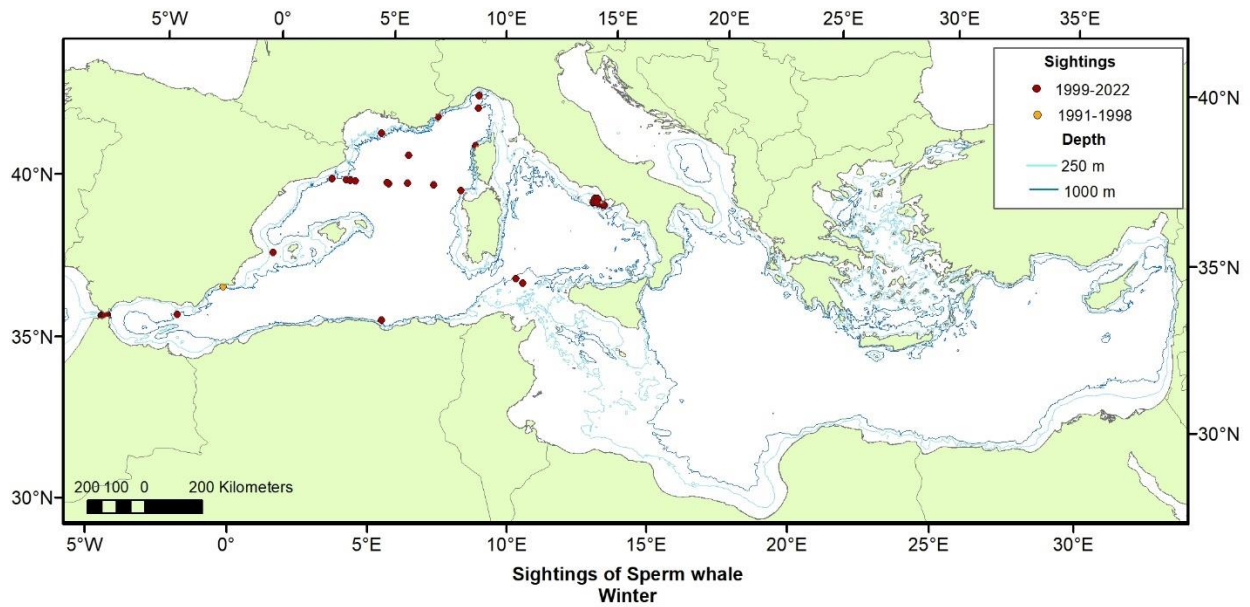 5°W 0° 5°E 10°E 15°E 20°E 25°E 30°E 35°E
Sightings
1999-2022
1991-1998
Depth
250 m
1000 m
40°N
40°N
35°N
35°N
30°N
30°N
200 100 0 200 Kilometers
5°W 0° 5°E 10°E 15°E 20°E 25°E 30°E
Sightings of Sperm whale
Winter